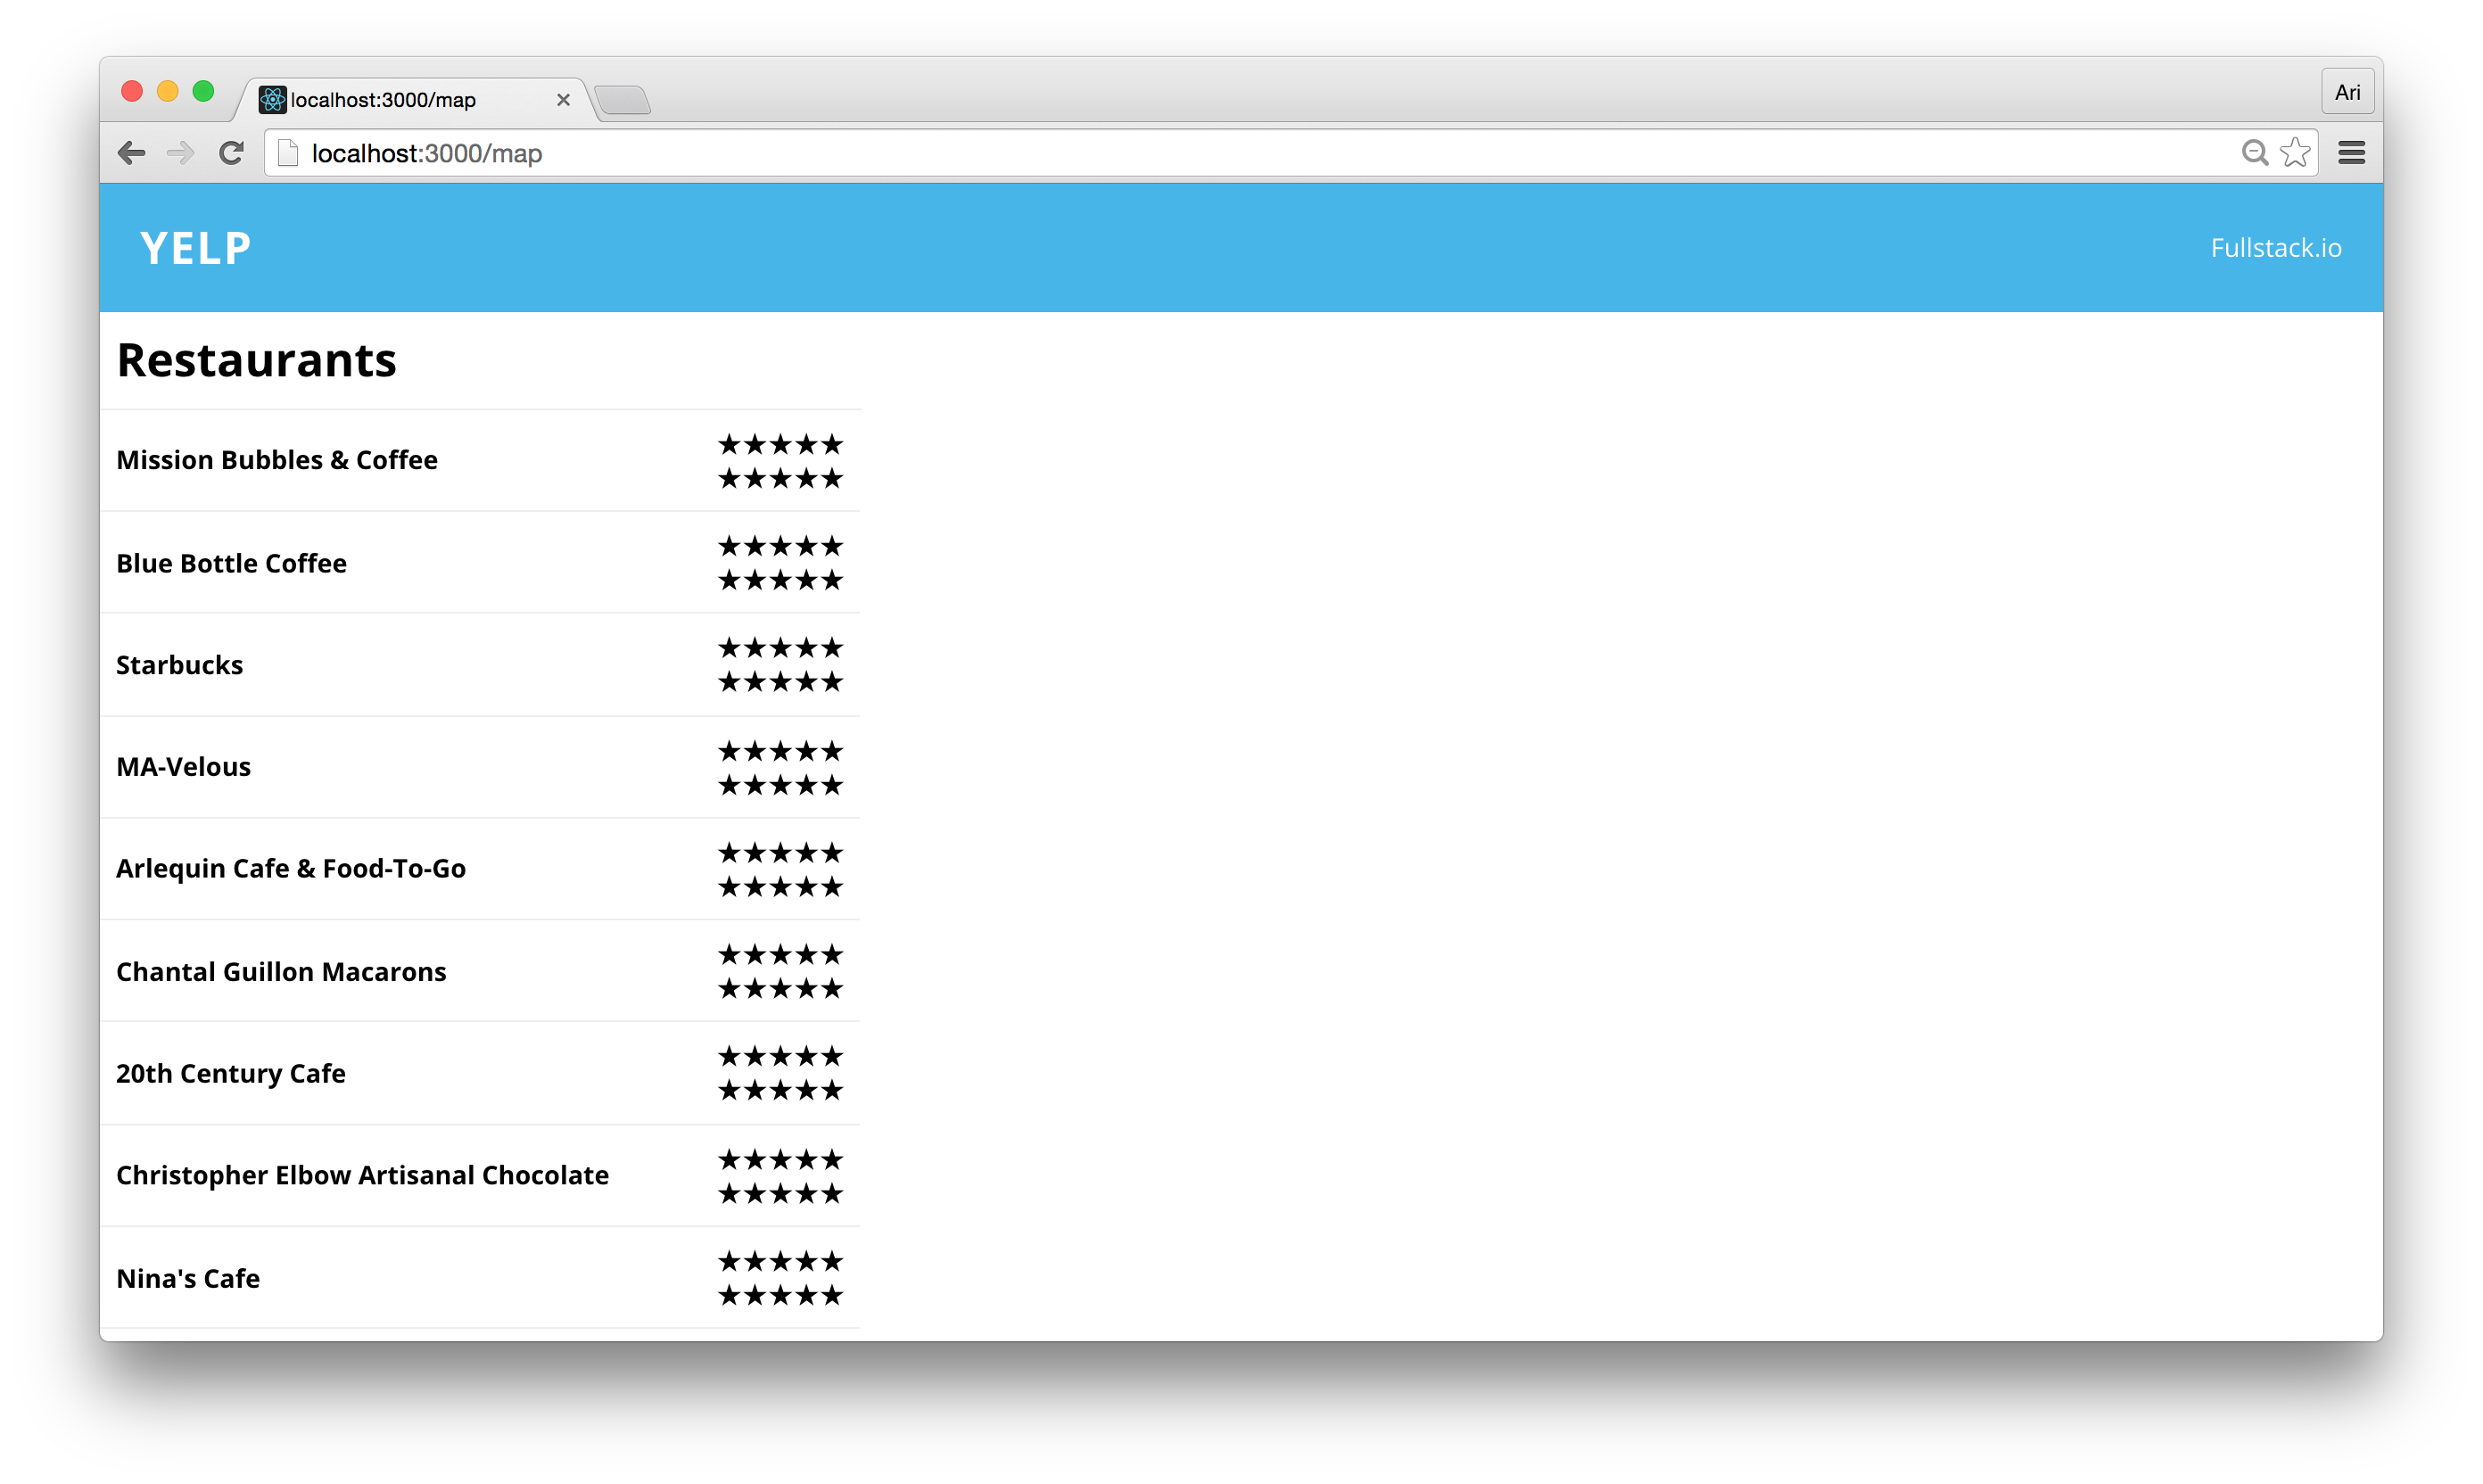 localhost:3000/map
Ari
localhost:3000/map
YELP
Fullstack.io
Restaurants
Mission Bubbles & Coffee
★★★★★
★★★★★
Blue Bottle Coffee
★★★★★
★★★★★
Starbucks
★★★★★
★★★★★
MA-Velous
★★★★★
★★★★★
Arlequin Cafe & Food-To-Go
★★★★★
★★★★★
Chantal Guillon Macarons
★★★★★
★★★★★
20th Century Cafe
★★★★★
★★★★★
Christopher Elbow Artisanal Chocolate
★★★★★
★★★★★
Nina's Cafe
★★★★★
★★★★★